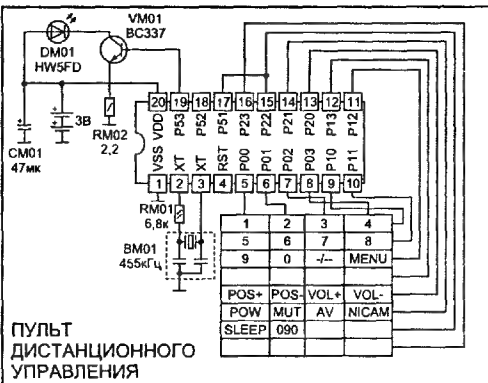 VM01
BC337
DM01
HW5FD
20 19 18 17 16 15 14 13 12 11
VSS VDD P53 P52 P51 P23 P22 P21 P20 P13 P12
3В
RM02
2,2
СМ01
47мк
XT XT RST P00 P01 P02 P03 P10 P11
1 2 3 4 5 6 7 8 9 10
RM01
6,8к
BM01
455кГц
1 2 3 4
5 6 7 8
9 0 -/-- MENU
POS+ POS- VOL+ VOL-
POW MUT AV NICAM
SLEEP 090
ПУЛЬТ
ДИСТАНЦИОННОГО
УПРАВЛЕНИЯ